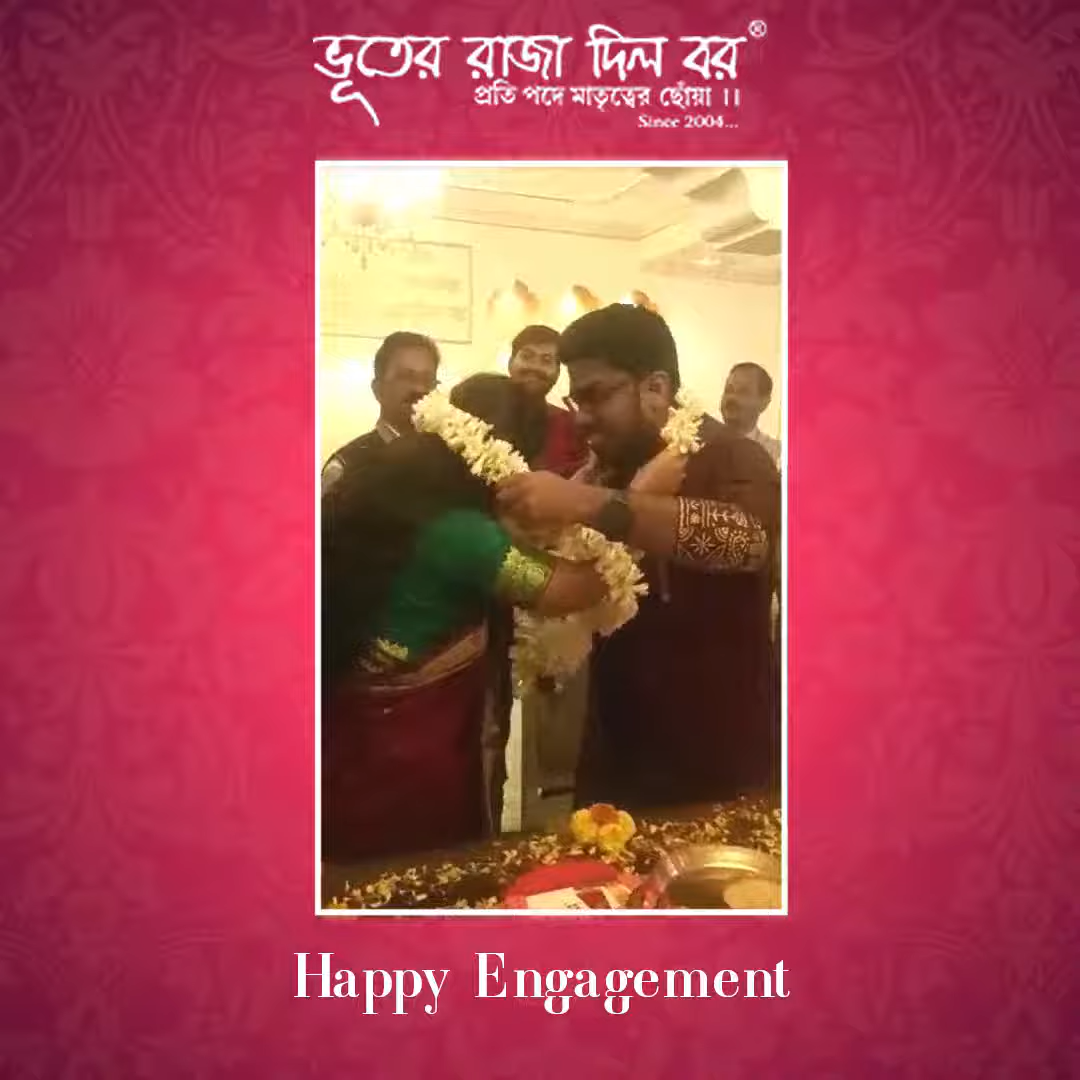 ভূতের রাজা দিল বর®
প্রতি পদে মাতৃত্বের ছোঁয়া ।।
Since 2004...
Happy Engagement